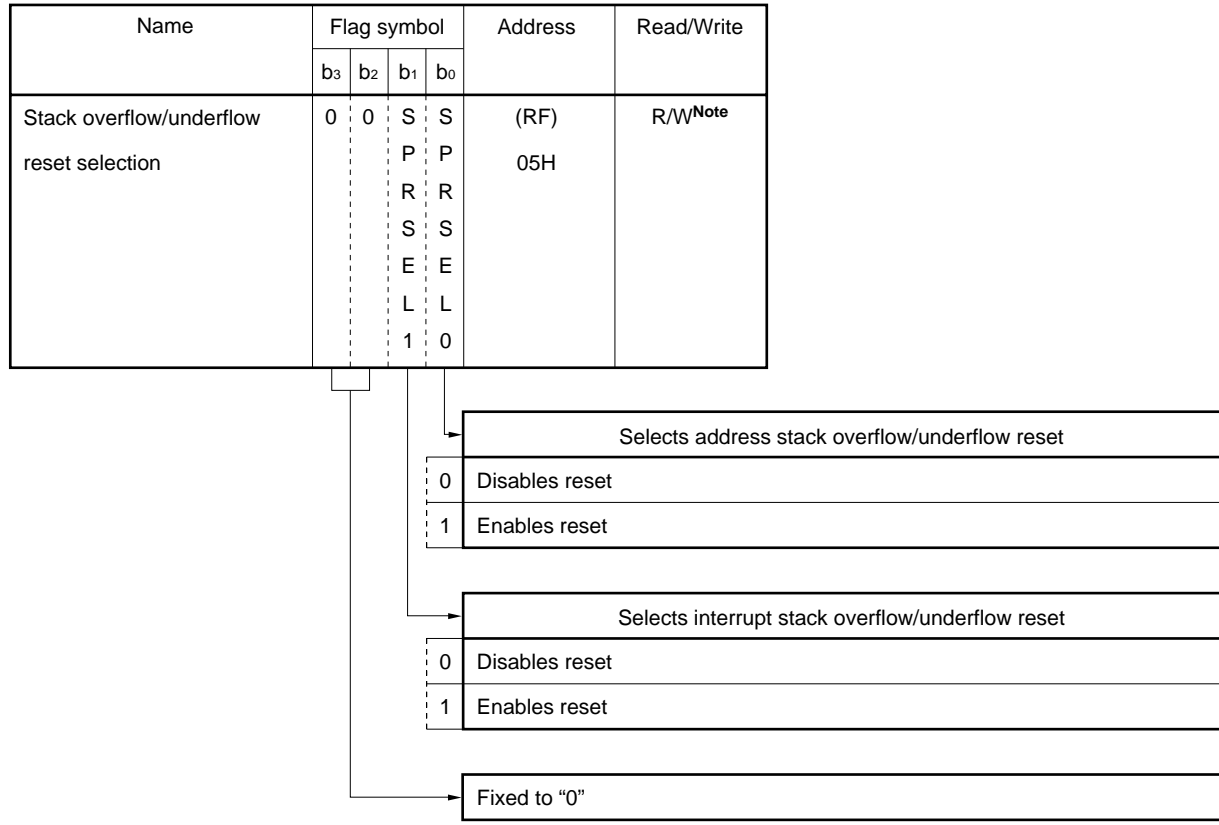 Name Flag symbol Address Read/Write
b3 b2 b1 b0
Stack overflow/underflow 0 0 S S (RF) R/WNote
reset selection P P 05H
R R
S S
E E
L L
1 0
Selects address stack overflow/underflow reset
0 Disables reset
1 Enables reset
Selects interrupt stack overflow/underflow reset
0 Disables reset
1 Enables reset
Fixed to “0”